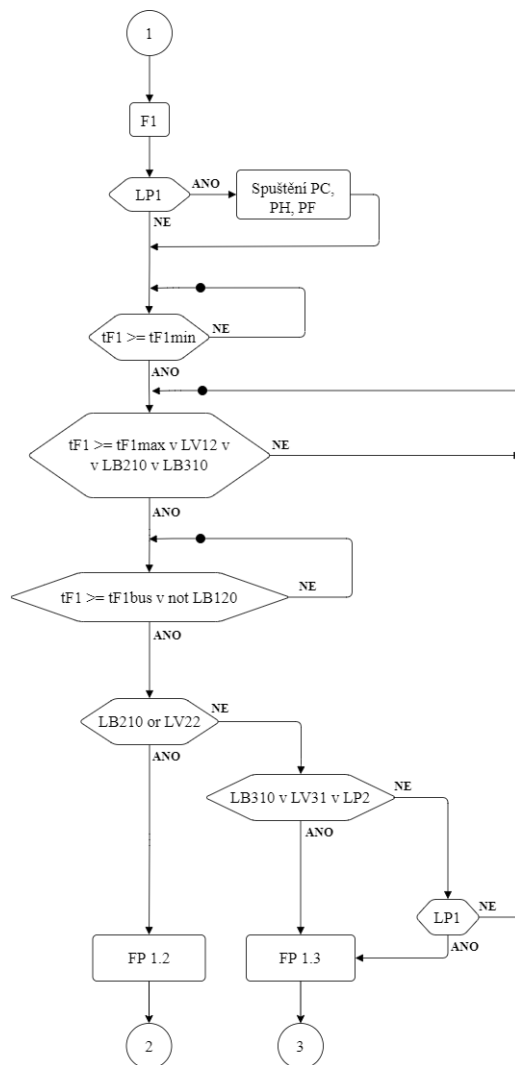 1
F1
LP1
ANO
NE
Spuštění PC,
PH, PF
tF1 >= tF1min
NE
ANO
tF1 >= tF1max v LV12 v
v LB210 v LB310
NE
ANO
tF1 >= tF1bus v not LB120
NE
ANO
LB210 or LV22
NE
ANO
LB310 v LV31 v LP2
NE
ANO
LP1
NE
ANO
FP 1.2
FP 1.3
2
3